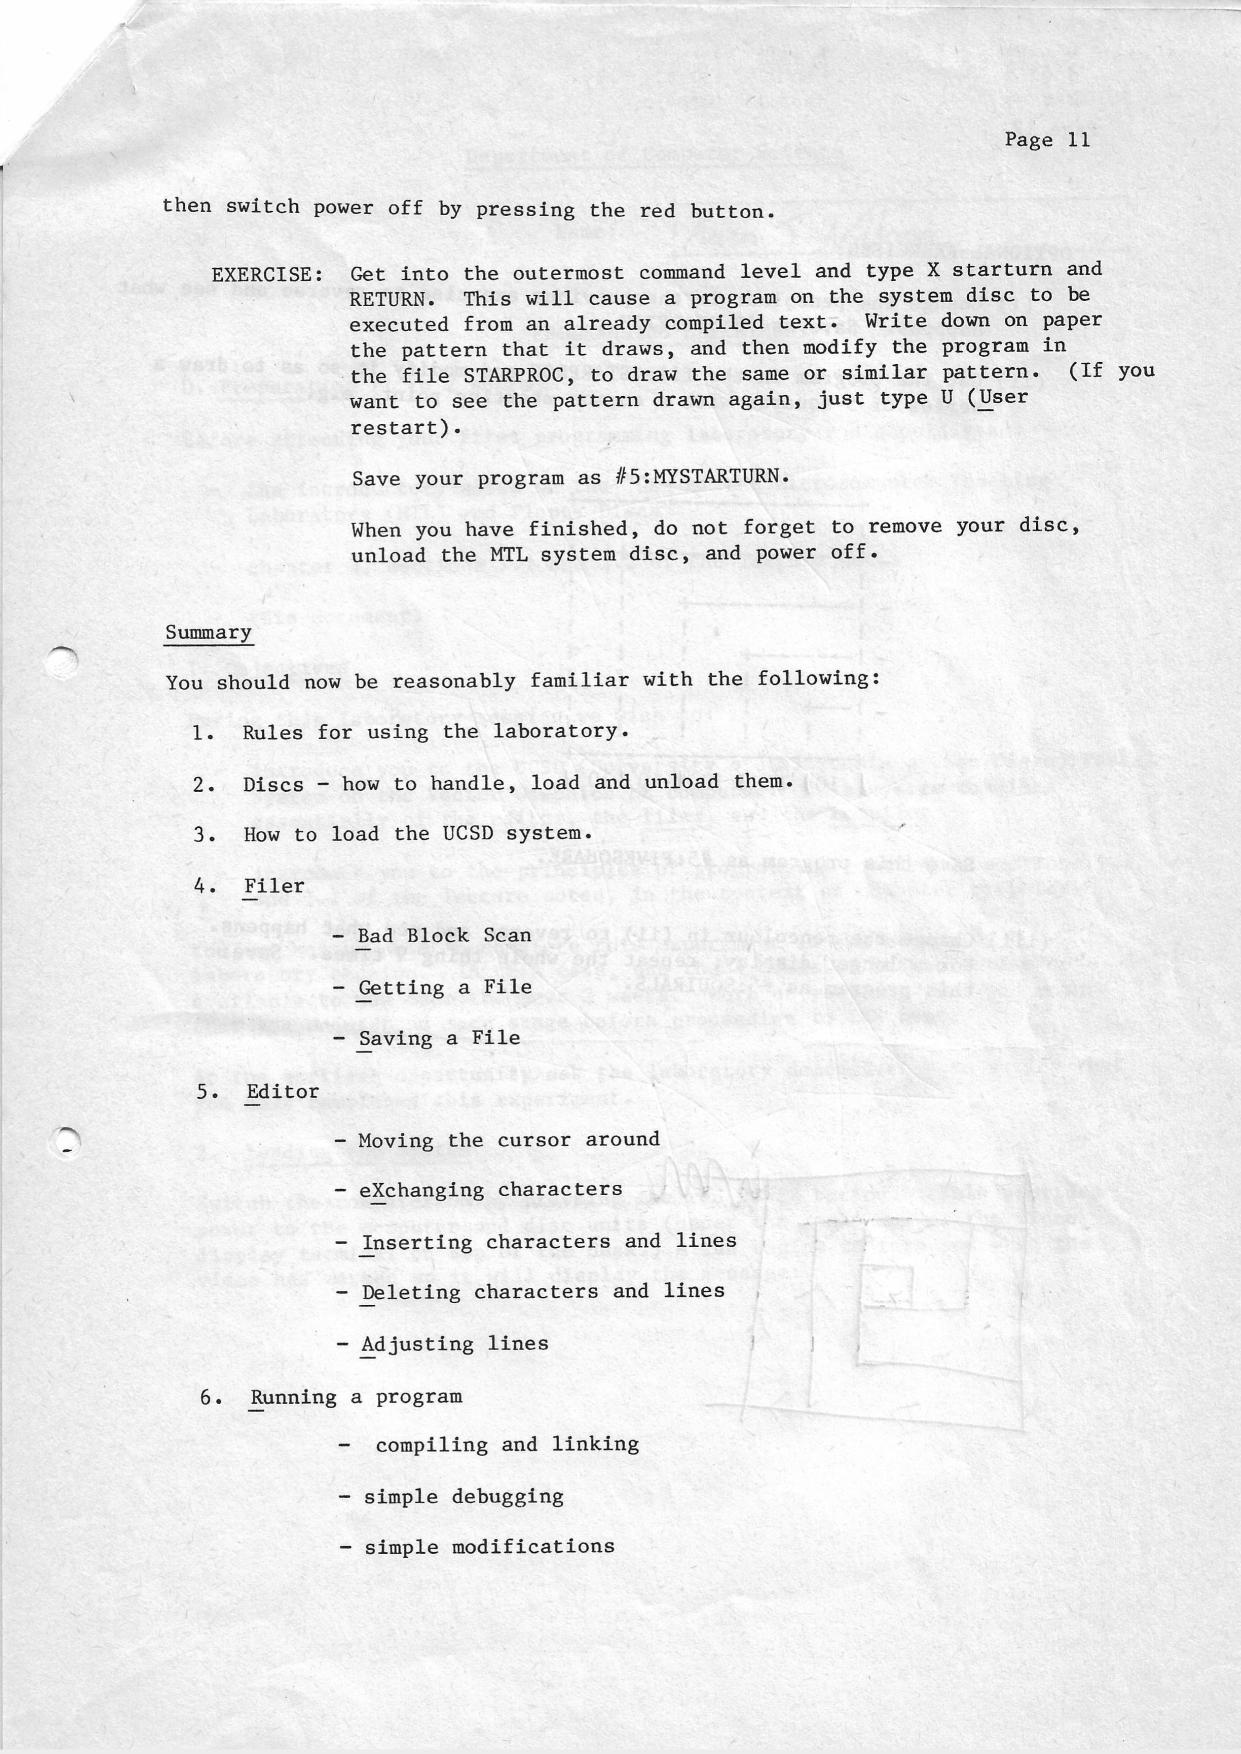 Page 11
then switch power off by pressing the red button.
EXERCISE: Get into the outermost command level and type X starturn and
RETURN. This will cause a program on the system disc to be
executed from an already compiled text. Write down on paper
the pattern that it draws, and then modify the program in
the file STARPROC, to draw the same or similar pattern. (If you
want to see the pattern drawn again, just type U (User
restart).
Save your program as #5:MYSTARTURN.
When you have finished, do not forget to remove your disc,
unload the MTL system disc, and power off.
Summary
You should now be reasonably familiar with the following:
1. Rules for using the laboratory.
2. Discs - how to handle, load and unload them.
3. How to load the UCSD system.
4. Filer
- Bad Block Scan
- Getting a File
- Saving a File
5. Editor
- Moving the cursor around
- eXchanging characters
- Inserting characters and lines
- Deleting characters and lines
- Adjusting lines
6. Running a program
- compiling and linking
- simple debugging
- simple modifications